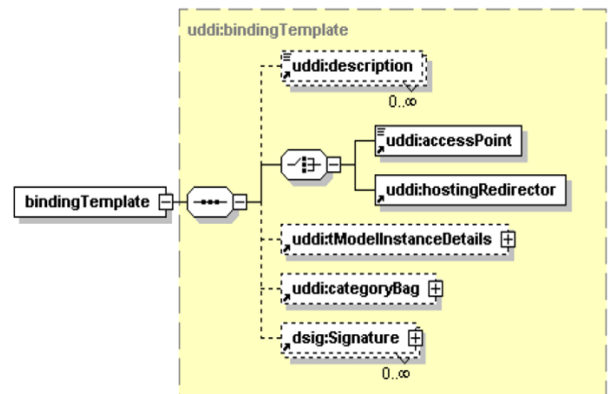 uddi:bindingTemplate
uddi:description
0..∞
uddi:accessPoint
uddi:hostingRedirector
bindingTemplate
uddi:tModelInstanceDetails
uddi:categoryBag
dsig:Signature
0..∞